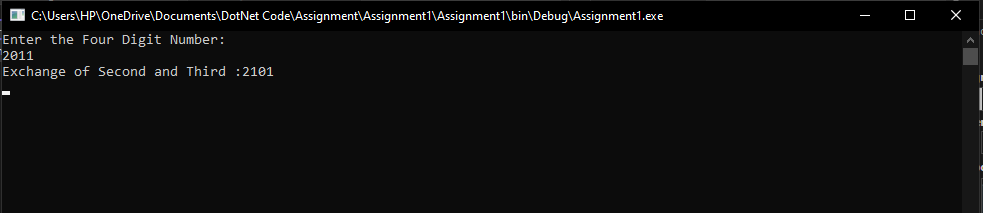 C:\Users\HP\OneDrive\Documents\DotNet Code\Assignment\Assignment1\Assignment1\bin\Debug\Assignment1.exe
Enter the Four Digit Number:
2011
Exchange of Second and Third :2101